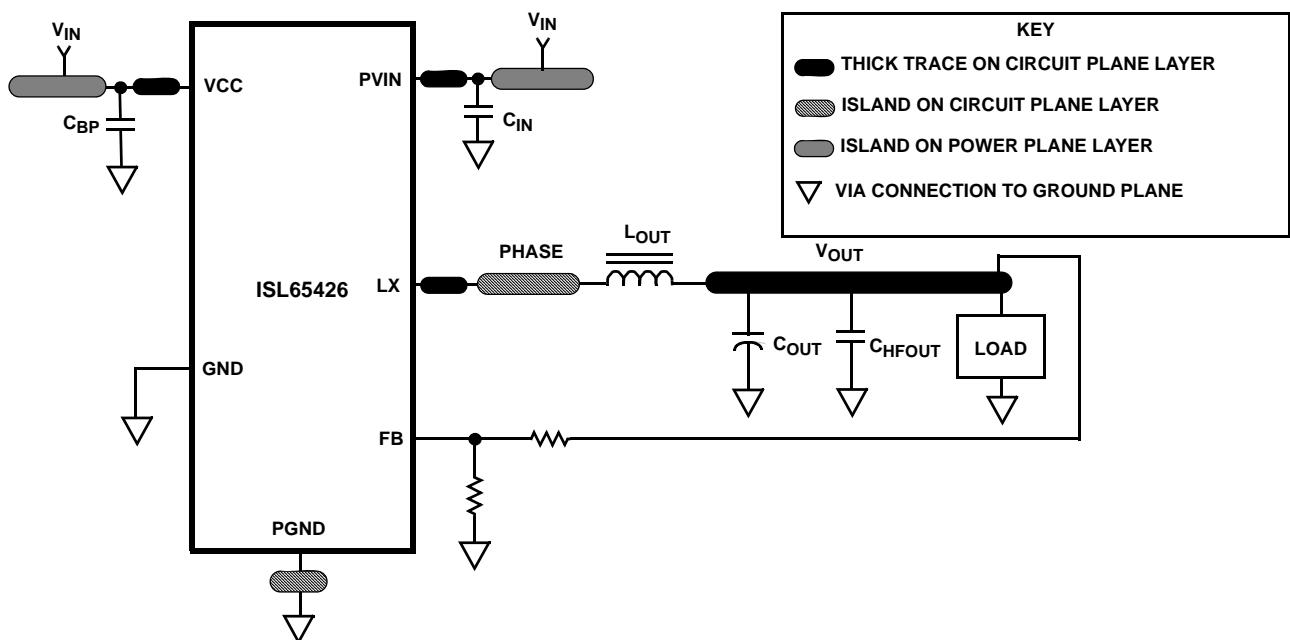 VIN
VCC
CBP
PVIN
VIN
CIN
KEY
THICK TRACE ON CIRCUIT PLANE LAYER
ISLAND ON CIRCUIT PLANE LAYER
ISLAND ON POWER PLANE LAYER
VIA CONNECTION TO GROUND PLANE
ISL65426
LX
PHASE
LOUT
VOUT
COUT
CHFOUT
LOAD
GND
FB
PGND